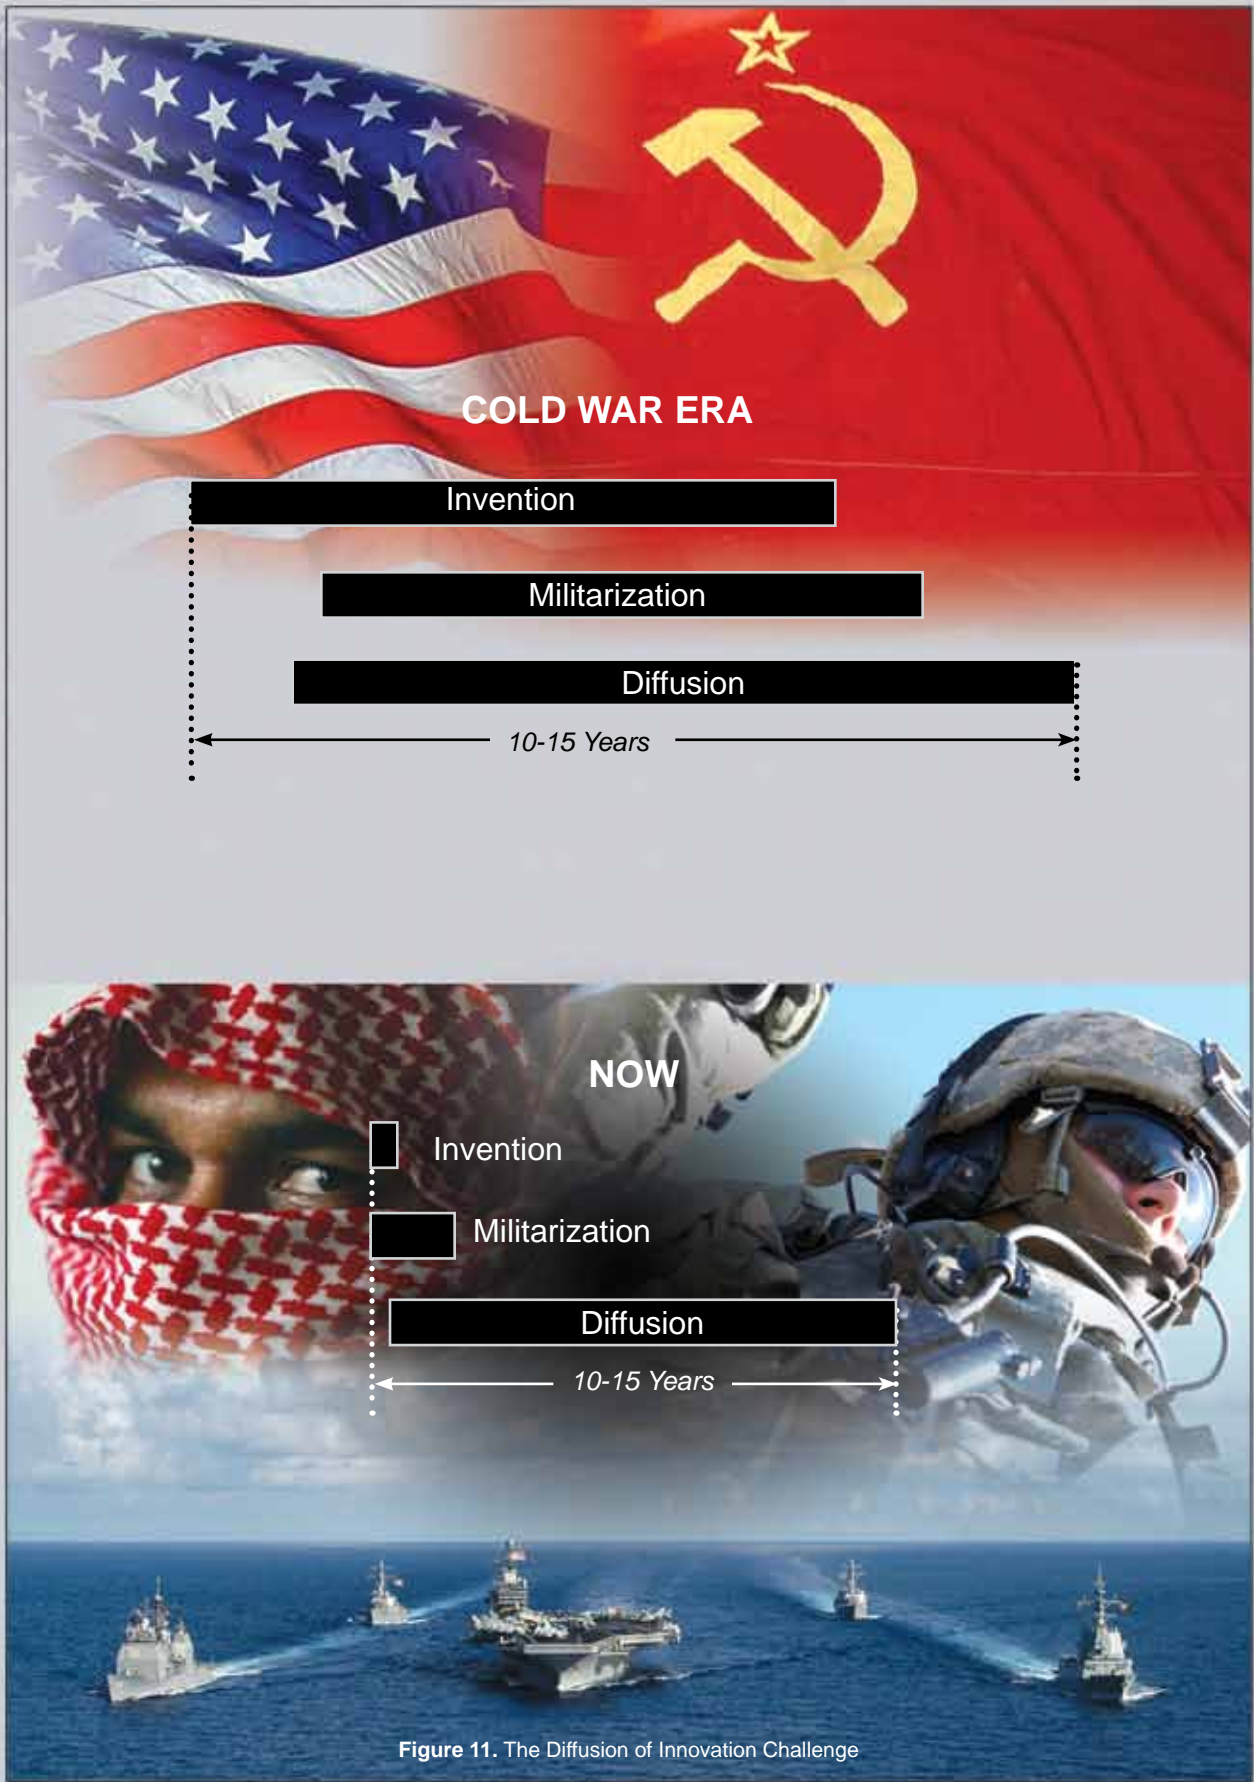 COLD WAR ERA
Invention
Militarization
Diffusion
10-15 Years
NOW
Invention
Militarization
Diffusion
10-15 Years
Figure 11. The Diffusion of Innovation Challenge